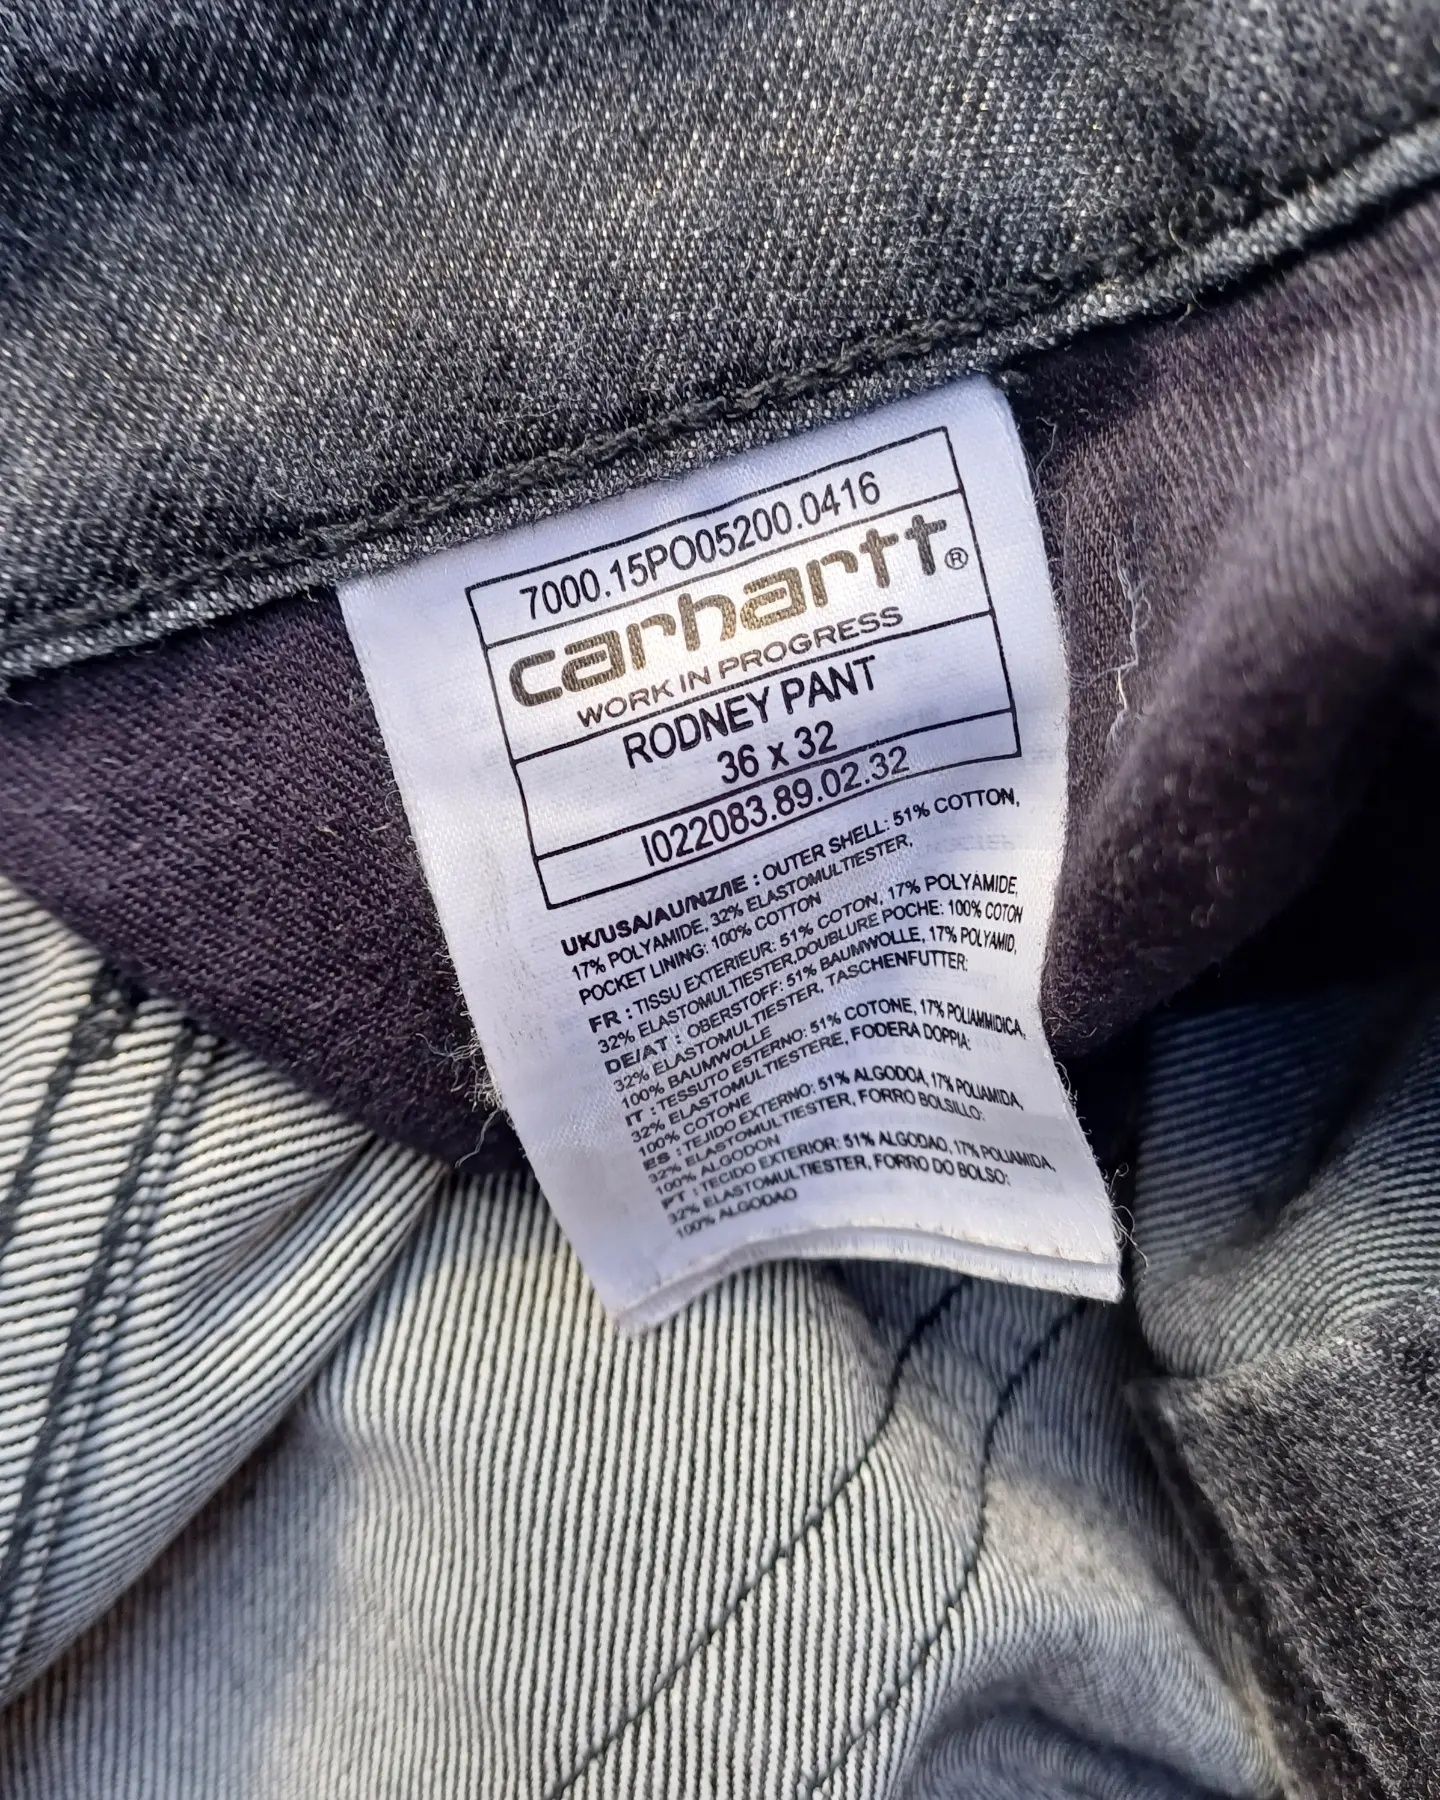 7000.15PO05200.0416
carhartt®
WORK IN PROGRESS
RODNEY PANT
36 x 32
I022083.89.02.32
UK/USA/AU/NZ/IE : OUTER SHELL: 51% COTTON,
17% POLYAMIDE, 32% ELASTOMULTIESTER,
POCKET LINING: 100% COTTON
FR : TISSU EXTERIEUR: 51% COTON, 17% POLYAMIDE,
32% ELASTOMULTIESTER,DOUBLURE POCHE: 100% COTON
DE/AT : OBERSTOFF: 51% BAUMWOLLE, 17% POLYAMID,
32% ELASTOMULTIESTER, TASCHENFUTTER:
100% BAUMWOLLE
IT : TESSUTO ESTERNO: 51% COTONE, 17% POLIAMMIDICA,
32% ELASTOMULTIESTERE, FODERA DOPPIA:
100% COTONE
ES : TEJIDO EXTERNO: 51% ALGODOA, 17% POLIAMIDA,
32% ELASTOMULTIESTER, FORRO BOLSILLO:
100% ALGODON
PT : TECIDO EXTERIOR: 51% ALGODAO, 17% POLIAMIDA,
32% ELASTOMULTIESTER, FORRO DO BOLSO:
100% ALGODAO